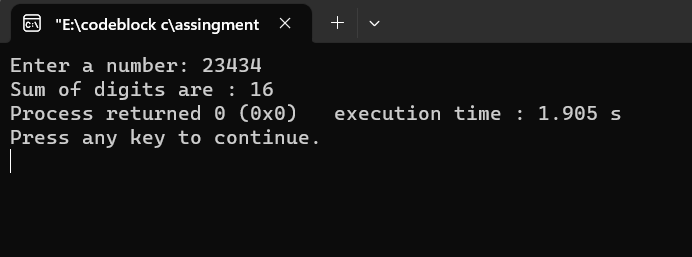 "E:\codeblock c\assingment
Enter a number: 23434
Sum of digits are : 16
Process returned 0 (0x0)   execution time : 1.905 s
Press any key to continue.